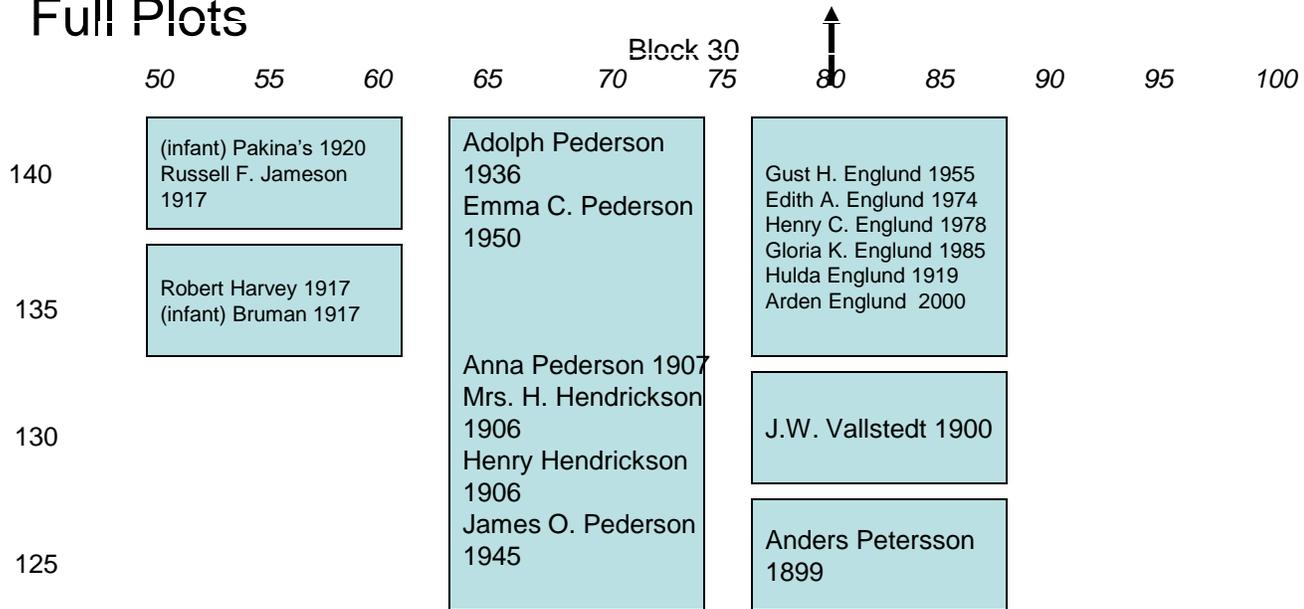 Full Plots
Block 30
50 55 60 65 70 75 80 85 90 95 100
140
(infant) Pakina’s 1920
Russell F. Jameson
1917
135
Robert Harvey 1917
(infant) Bruman 1917
Adolph Pederson
1936
Emma C. Pederson
1950
Anna Pederson 1907
Mrs. H. Hendrickson
1906
Henry Hendrickson
1906
James O. Pederson
1945
Gust H. Englund 1955
Edith A. Englund 1974
Henry C. Englund 1978
Gloria K. Englund 1985
Hulda Englund 1919
Arden Englund 2000
130
J.W. Vallstedt 1900
125
Anders Petersson
1899